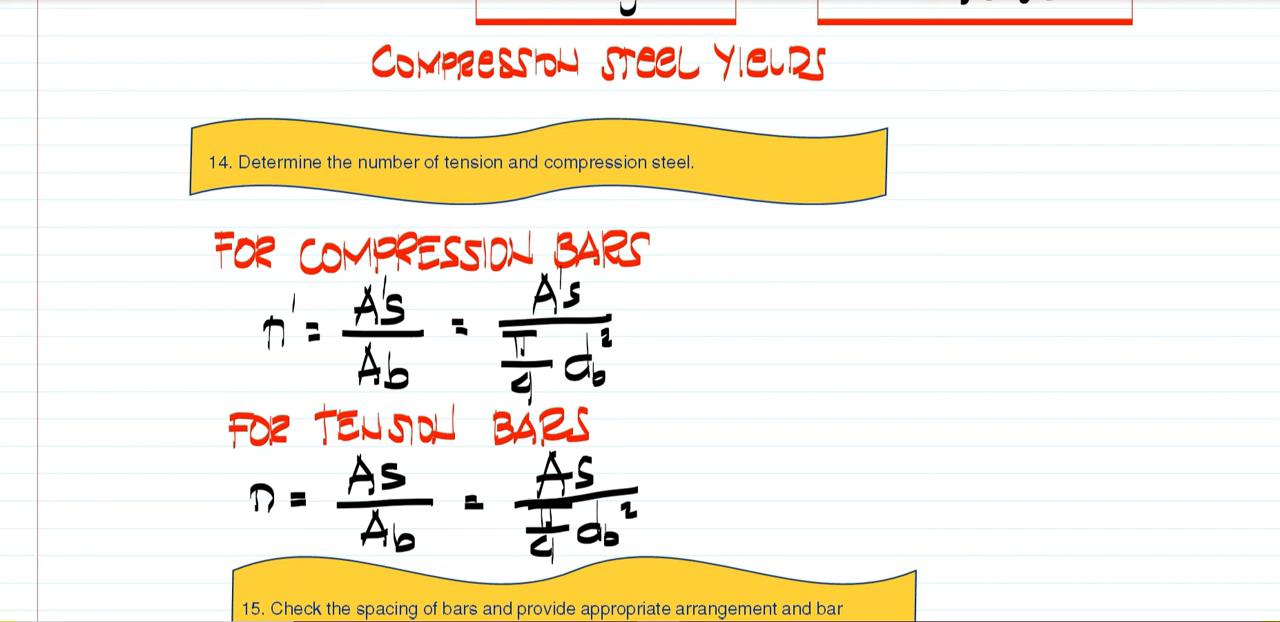 COMPRESSION STEEL YIELDS
14. Determine the number of tension and compression steel.
FOR COMPRESSION BARS
n' = A's / Ab = A's / (π/4 db²)
FOR TENSION BARS
n = As / Ab = As / (π/4 db²)
15. Check the spacing of bars and provide appropriate arrangement and bar